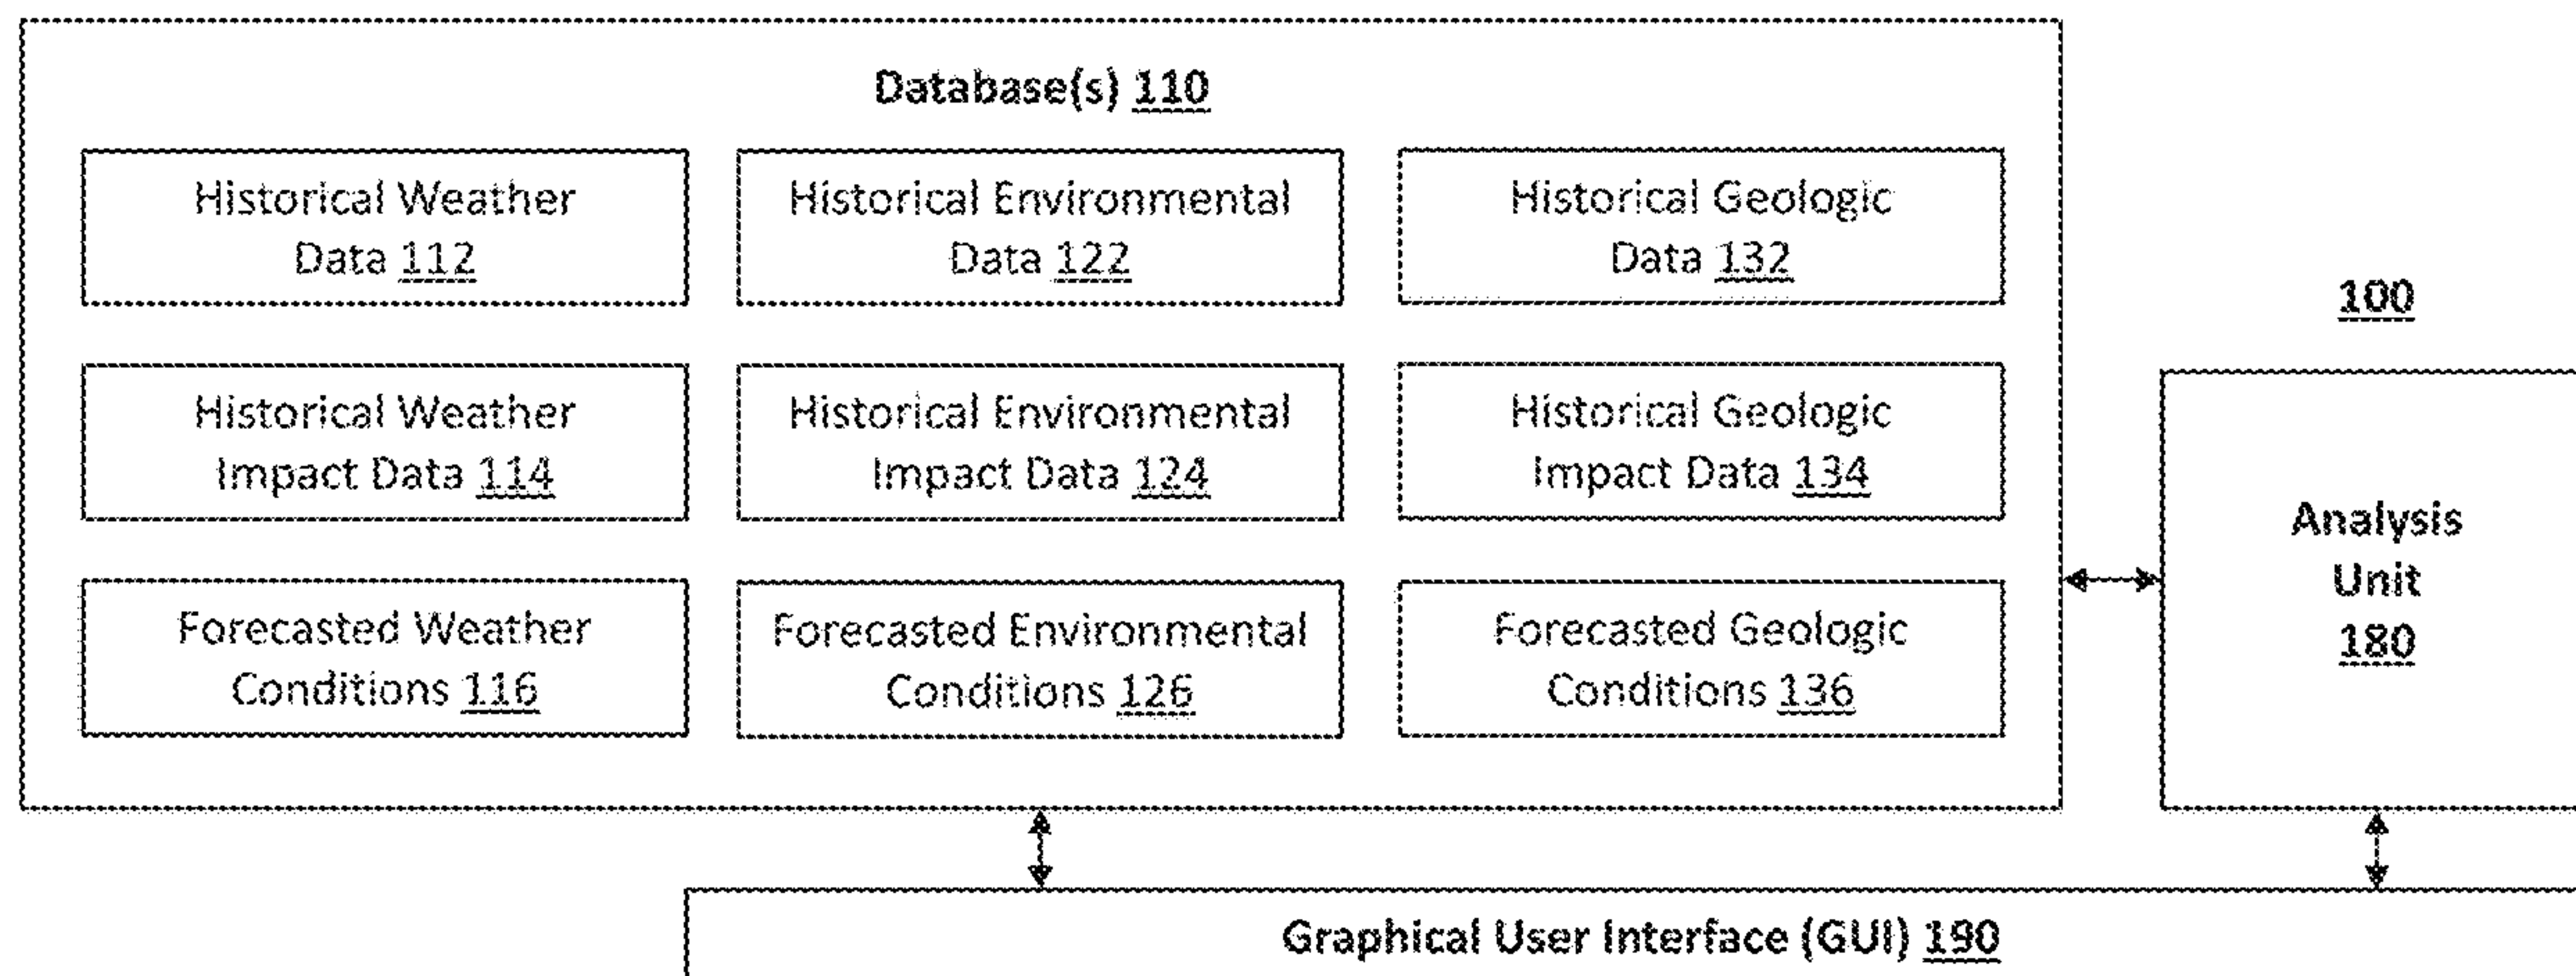 Database(s) 110
Historical Weather
Data 112
Historical Environmental
Data 122
Historical Geologic
Data 132
100
Historical Weather
Impact Data 114
Historical Environmental
Impact Data 124
Historical Geologic
Impact Data 134
Forecasted Weather
Conditions 116
Forecasted Environmental
Conditions 126
Forecasted Geologic
Conditions 136
Analysis
Unit
180
Graphical User Interface (GUI) 190